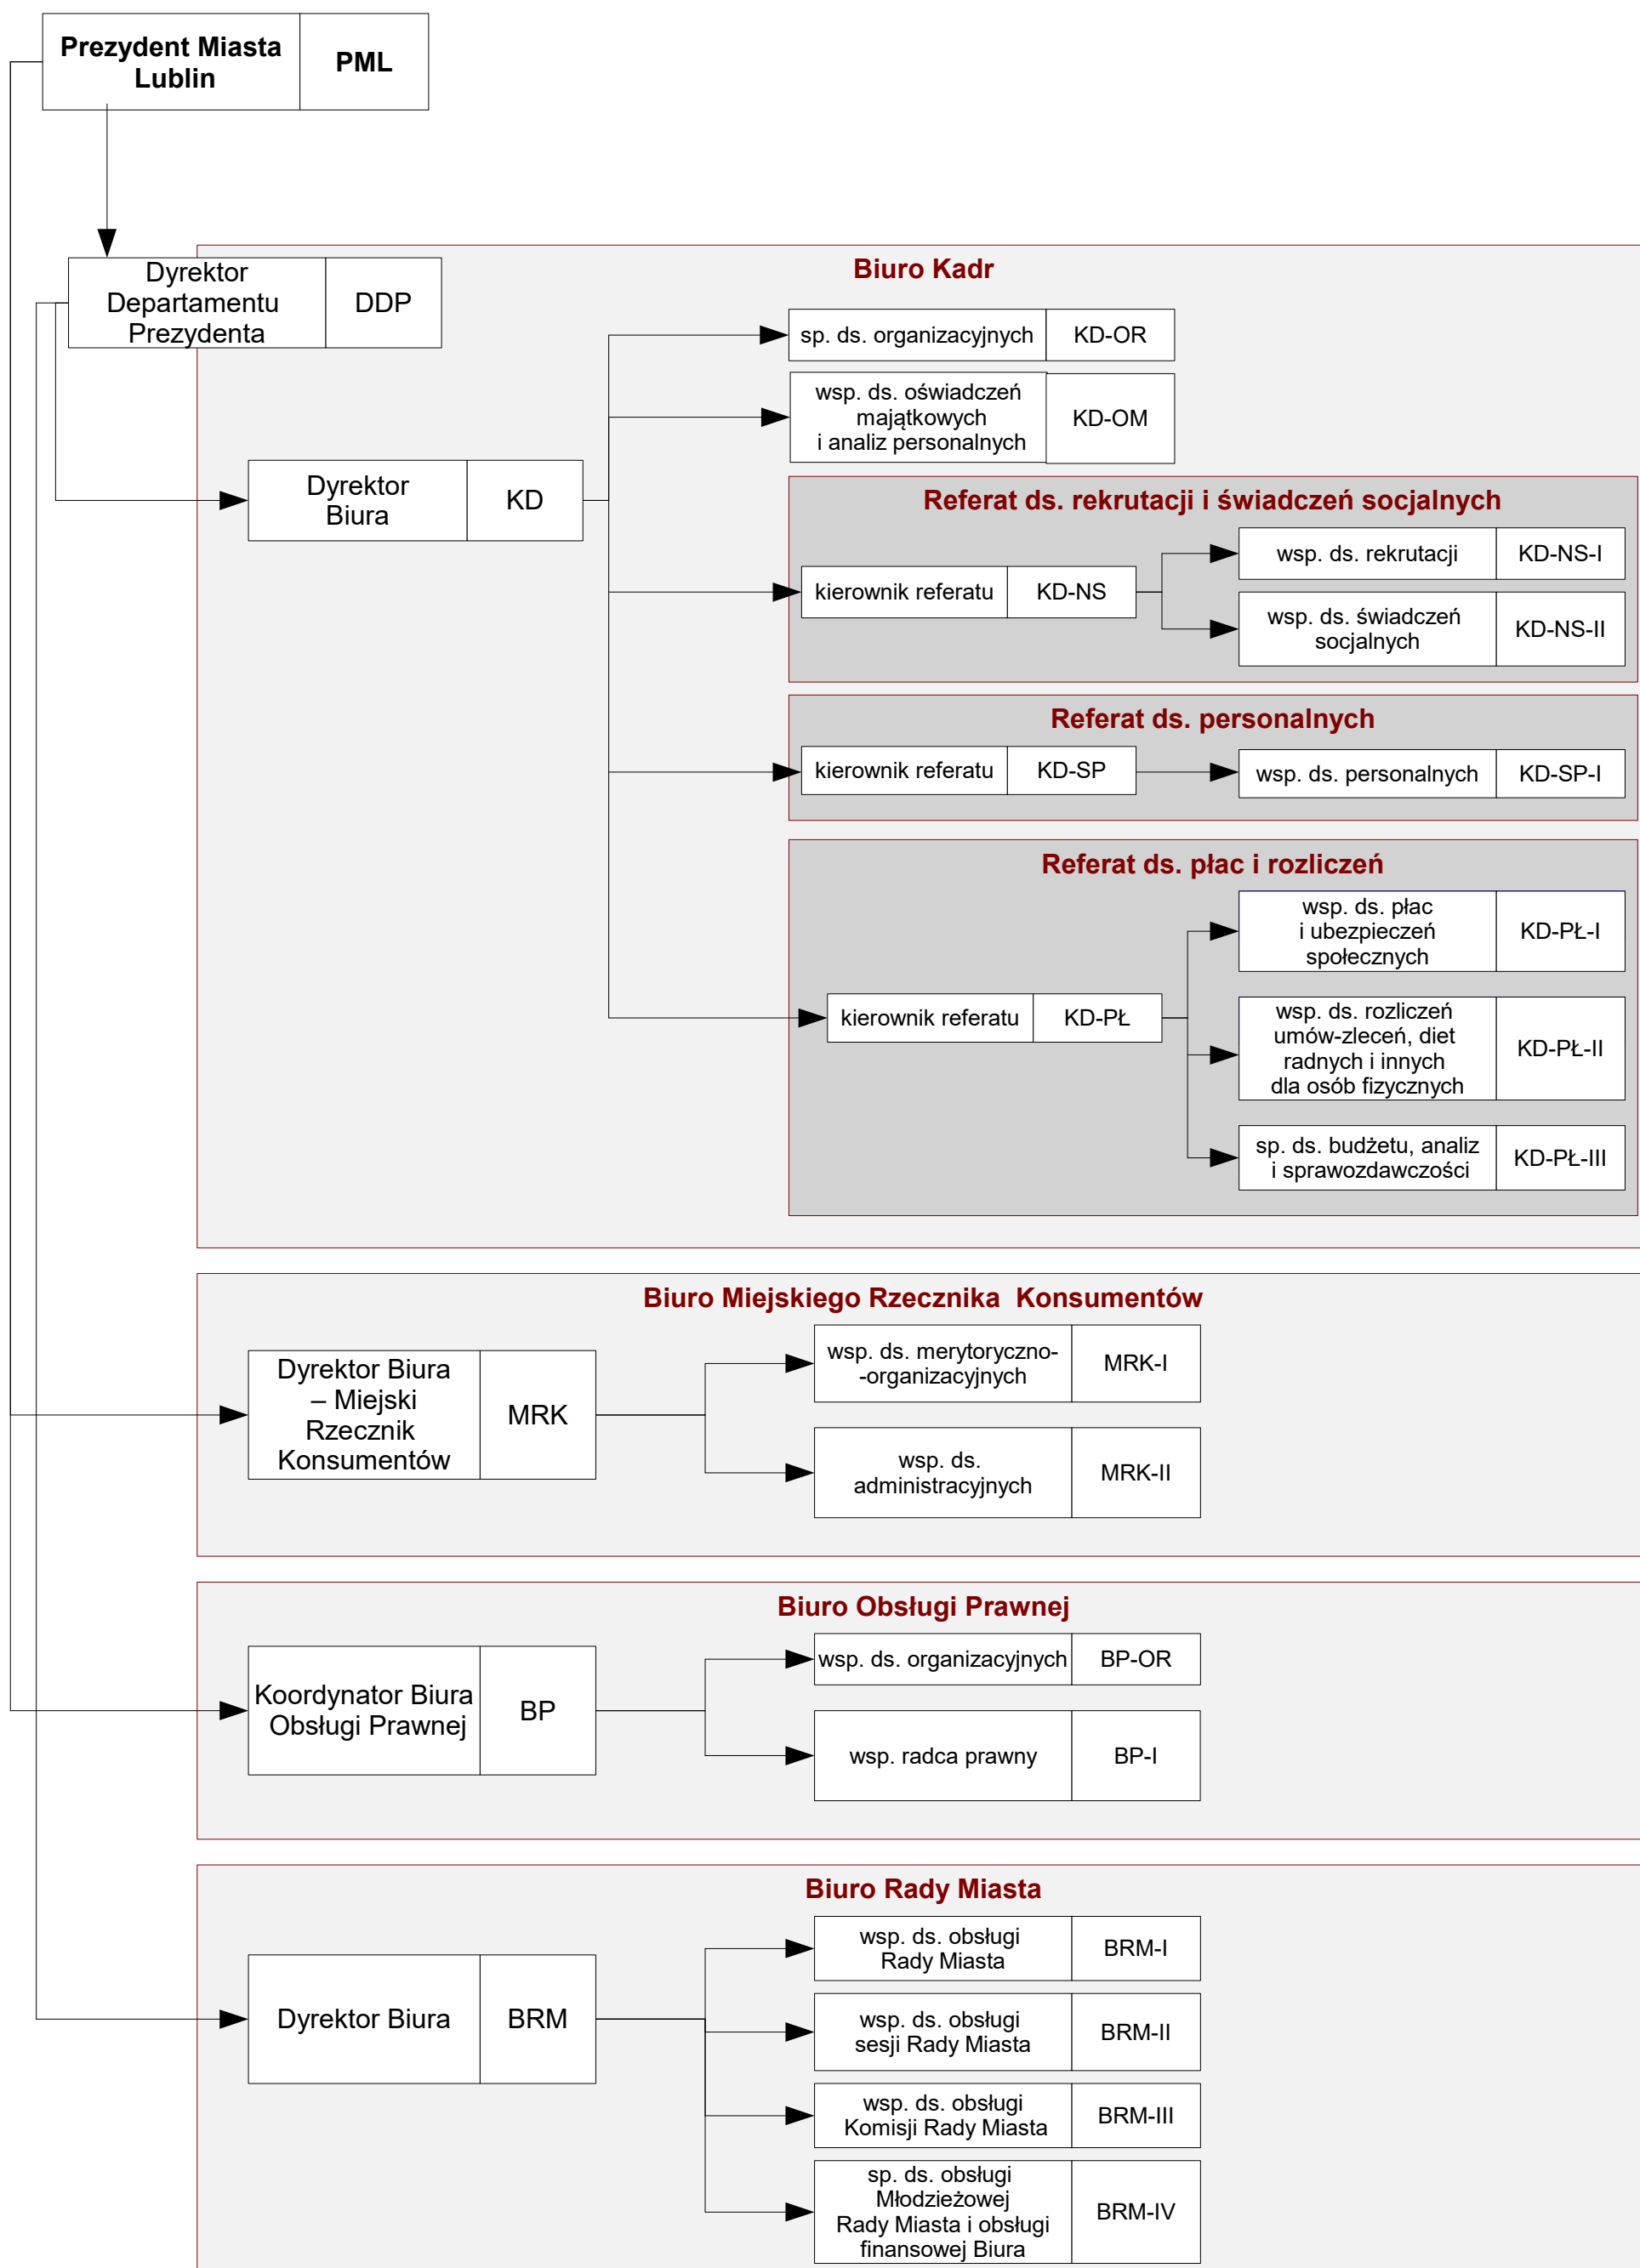 Prezydent Miasta
Lublin
PML
Dyrektor
Departamentu
Prezydenta
DDP
Biuro Kadr
sp. ds. organizacyjnych
KD-OR
wsp. ds. oświadczeń
majątkowych
i analiz personalnych
KD-OM
Dyrektor
Biura
KD
Referat ds. rekrutacji i świadczeń socjalnych
kierownik referatu
KD-NS
wsp. ds. rekrutacji
KD-NS-I
wsp. ds. świadczeń
socjalnych
KD-NS-II
Referat ds. personalnych
kierownik referatu
KD-SP
wsp. ds. personalnych
KD-SP-I
Referat ds. płac i rozliczeń
kierownik referatu
KD-PŁ
wsp. ds. płac
i ubezpieczeń
społecznych
KD-PŁ-I
wsp. ds. rozliczeń
umów-zleceń, diet
radnych i innych
dla osób fizycznych
KD-PŁ-II
sp. ds. budżetu, analiz
i sprawozdawczości
KD-PŁ-III
Biuro Miejskiego Rzecznika Konsumentów
Dyrektor Biura
– Miejski
Rzecznik
Konsumentów
MRK
wsp. ds. merytoryczno-
-organizacyjnych
MRK-I
wsp. ds.
administracyjnych
MRK-II
Biuro Obsługi Prawnej
Koordynator Biura
Obsługi Prawnej
BP
wsp. ds. organizacyjnych
BP-OR
wsp. radca prawny
BP-I
Biuro Rady Miasta
Dyrektor Biura
BRM
wsp. ds. obsługi
Rady Miasta
BRM-I
wsp. ds. obsługi
sesji Rady Miasta
BRM-II
wsp. ds. obsługi
Komisji Rady Miasta
BRM-III
sp. ds. obsługi
Młodzieżowej
Rady Miasta i obsługi
finansowej Biura
BRM-IV